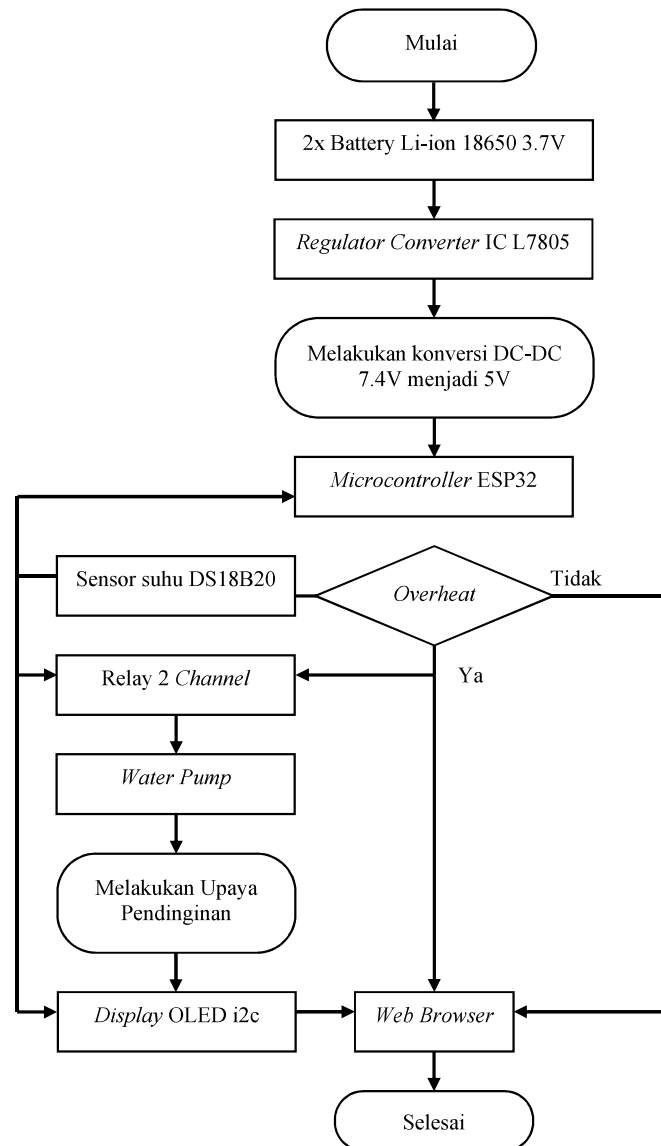 Mulai
2x Battery Li-ion 18650 3.7V
Regulator Converter IC L7805
Melakukan konversi DC-DC
7.4V menjadi 5V
Microcontroller ESP32
Sensor suhu DS18B20
Overheat
Tidak
Relay 2 Channel
Ya
Water Pump
Melakukan Upaya
Pendinginan
Display OLED i2c
Web Browser
Selesai